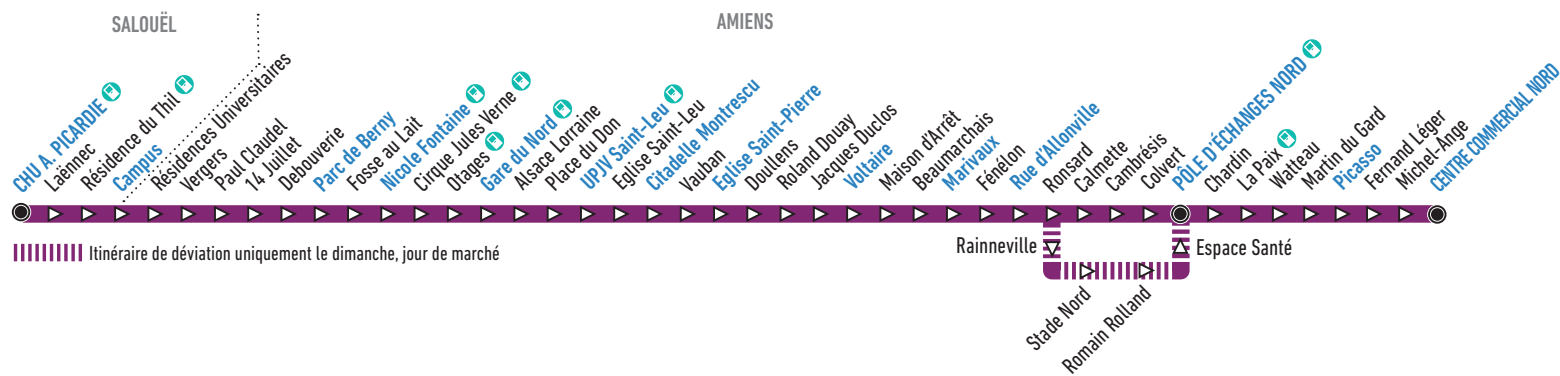 SALOUËL
AMIENS
CHU A. PICARDIE
Laënnec
Résidence du Thil
Campus
Résidences Universitaires
Vergers
Paul Claudel
14 Juillet
Debouverie
Parc de Berny
Fosse au Lait
Nicole Fontaine
Cirque Jules Verne
Otages
Gare du Nord
Alsace Lorraine
Place du Don
UPJV Saint-Leu
Eglise Saint-Leu
Citadelle Montrescu
Vauban
Eglise Saint-Pierre
Doullens
Roland Douay
Jacques Duclos
Voltaire
Maison d'Arrêt
Beaumarchais
Marivaux
Fénélon
Rue d'Allonville
Ronsard
Calmette
Cambrésis
Colvert
PÔLE D'ÉCHANGES NORD
Chardin
La Paix
Watteau
Martin du Gard
Picasso
Fernand Léger
Michel-Ange
CENTRE COMMERCIAL NORD
Itinéraire de déviation uniquement le dimanche, jour de marché
Rainneville
Espace Santé
Stade Nord
Romain Rolland